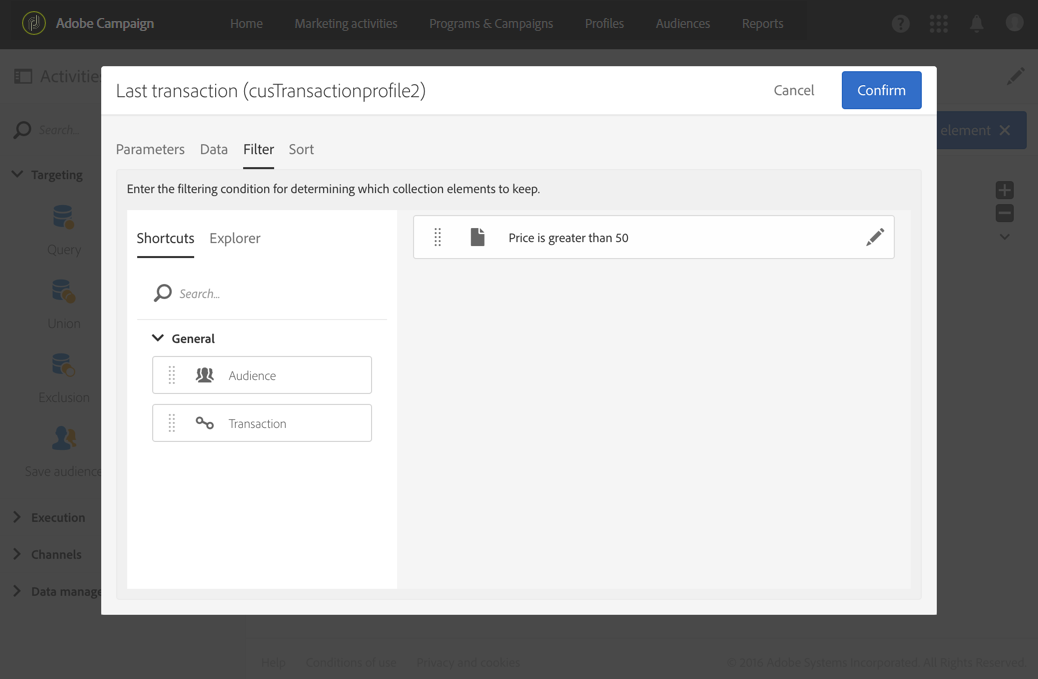 Adobe Campaign
Home Marketing activities Programs & Campaigns Profiles Audiences Reports
Activities
Last transaction (cusTransactionprofile2)
Cancel
Confirm
Search...
element
Parameters Data Filter Sort
Targeting
Enter the filtering condition for determining which collection elements to keep.
Shortcuts Explorer
Price is greater than 50
Query
Search...
Union
General
Audience
Exclusion
Transaction
Save audience
Execution
Channels
Data manage
Help Conditions of use Privacy and cookies
© 2016 Adobe Systems Incorporated. All Rights Reserved